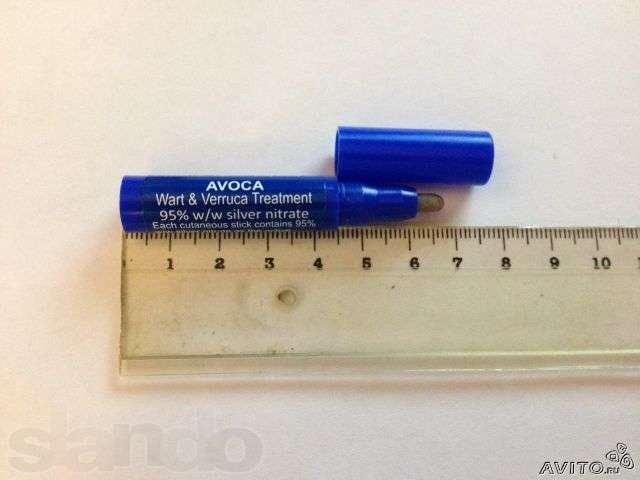 AVOCA
Wart & Verruca Treatment
95% w/w silver nitrate
Each cutaneous stick contains 95%
1 2 3 4 5 6 7 8 9 10
slando
AVITO.ru